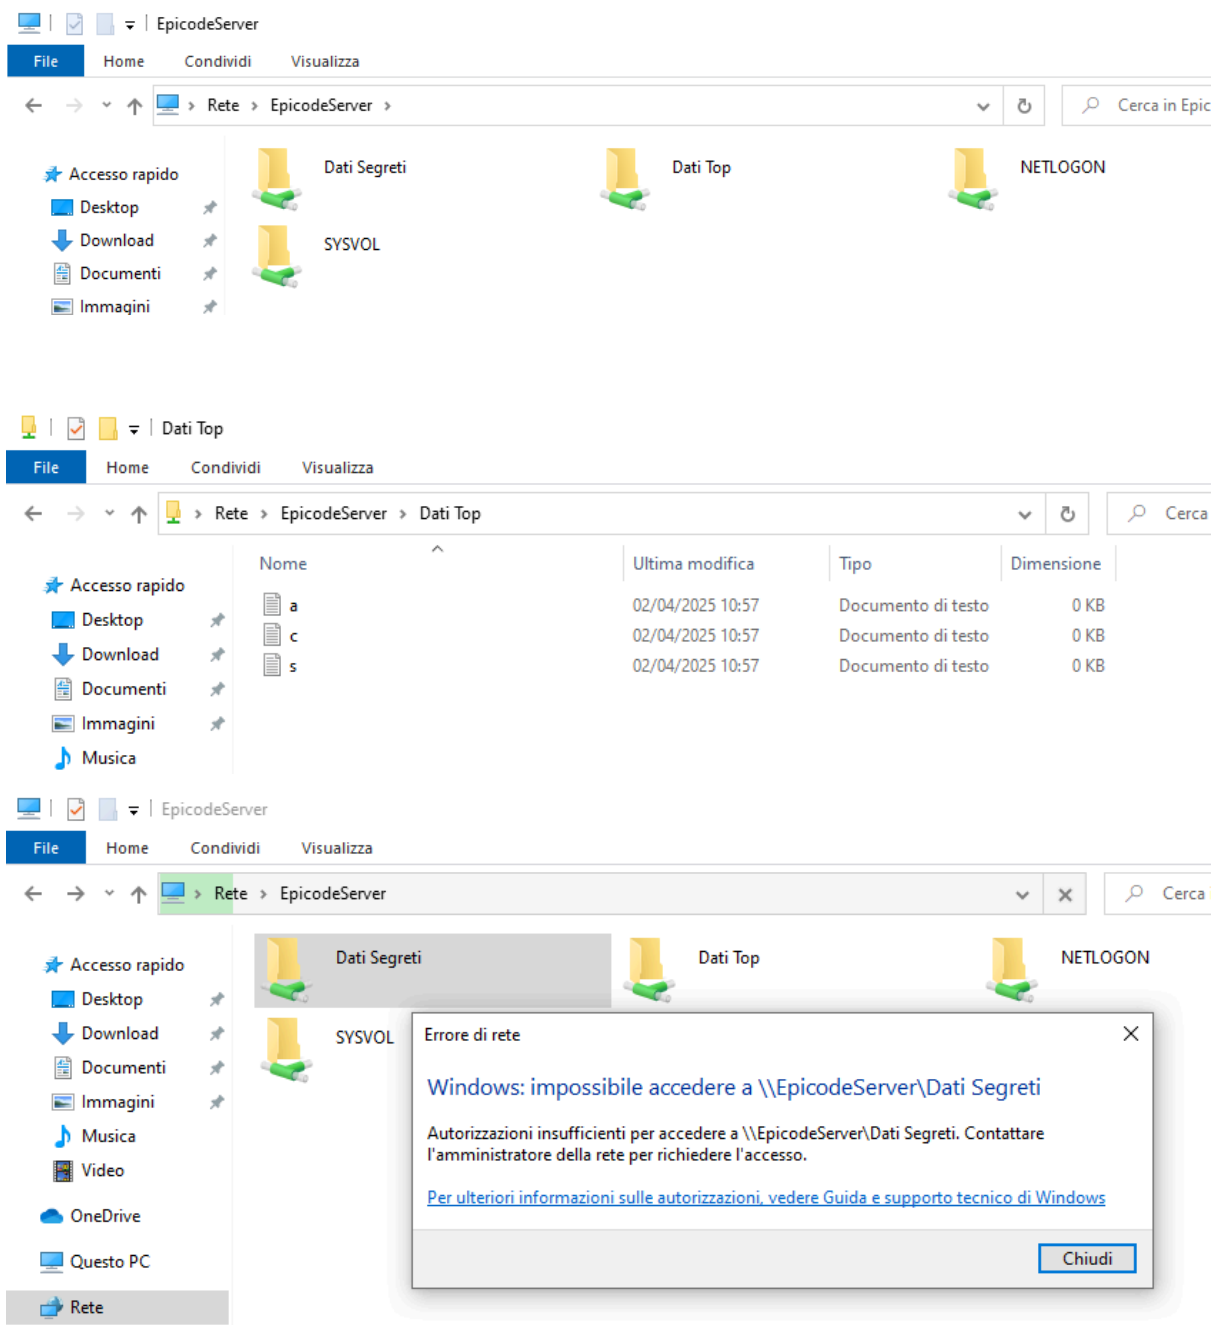 EpicodeServer
File Home Condividi Visualizza
Rete EpicodeServer Cerca in Epic
Accesso rapido
Desktop
Download
Documenti
Immagini
Dati Segreti Dati Top NETLOGON
SYSVOL
Dati Top
File Home Condividi Visualizza
Rete EpicodeServer Dati Top Cerca
Accesso rapido
Desktop
Download
Documenti
Immagini
Musica
Nome Ultima modifica Tipo Dimensione
a 02/04/2025 10:57 Documento di testo 0 KB
c 02/04/2025 10:57 Documento di testo 0 KB
s 02/04/2025 10:57 Documento di testo 0 KB
EpicodeServer
File Home Condividi Visualizza
Rete EpicodeServer Cerca
Accesso rapido
Desktop
Download
Documenti
Immagini
Musica
Video
OneDrive
Questo PC
Rete
Dati Segreti Dati Top NETLOGON
SYSVOL
Errore di rete
Windows: impossibile accedere a \\EpicodeServer\Dati Segreti
Autorizzazioni insufficienti per accedere a \\EpicodeServer\Dati Segreti. Contattare
l'amministratore della rete per richiedere l'accesso.
Per ulteriori informazioni sulle autorizzazioni, vedere Guida e supporto tecnico di Windows
Chiudi